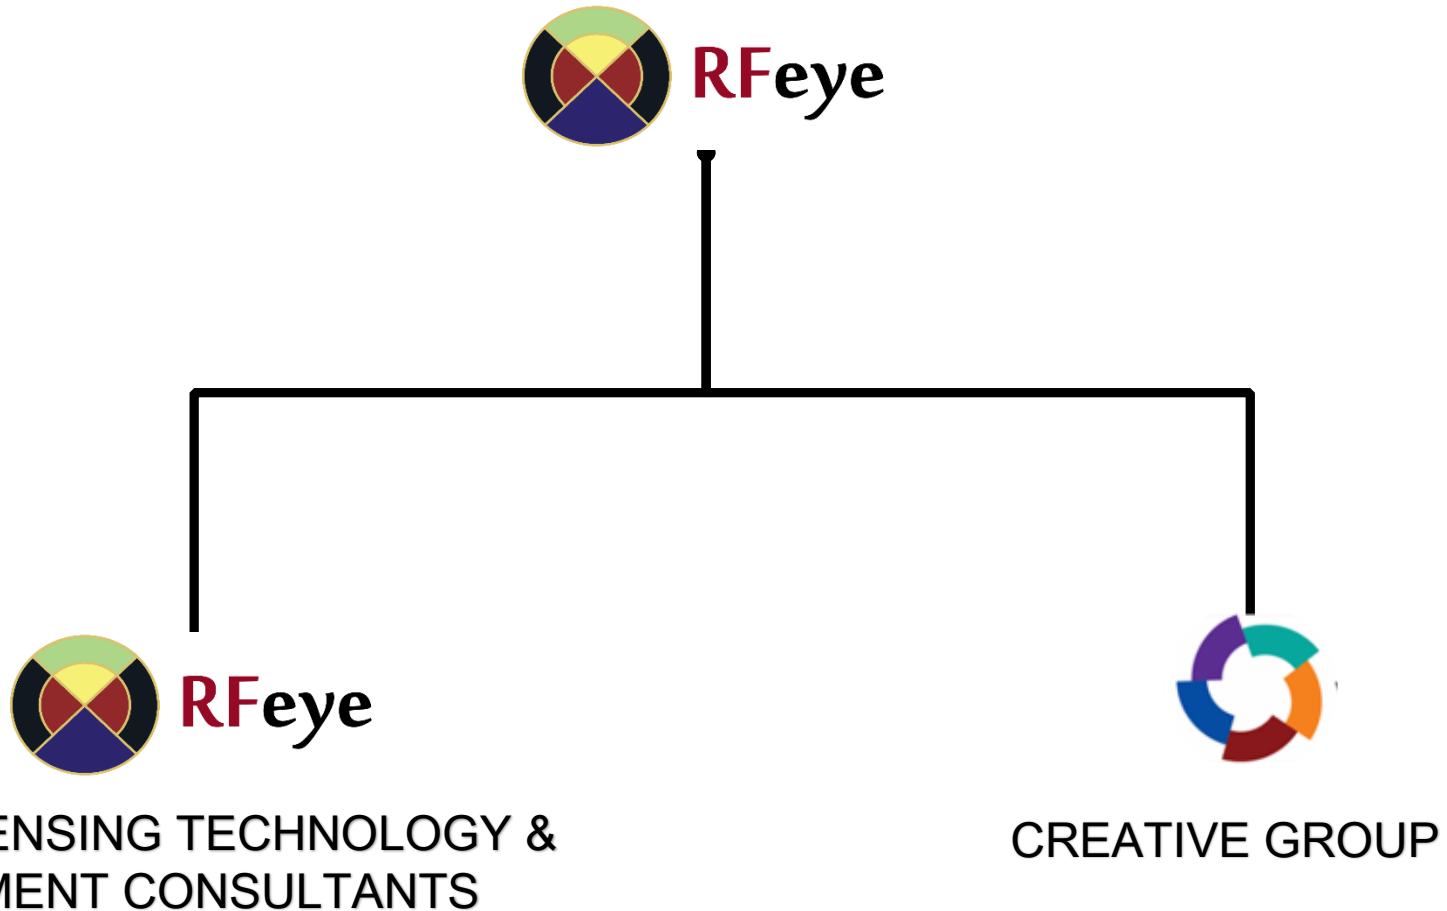 RFeye
RFeye
ENSING TECHNOLOGY &
MENT CONSULTANTS
CREATIVE GROUP